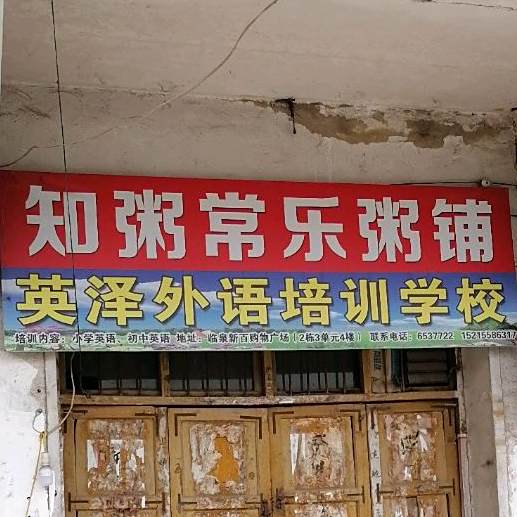 知粥常乐粥铺
英泽外语培训学校
培训内容：小学英语、初中英语 地址：临泉新百购物广场（2栋3单元4楼） 联系电话：6537722 15215586317